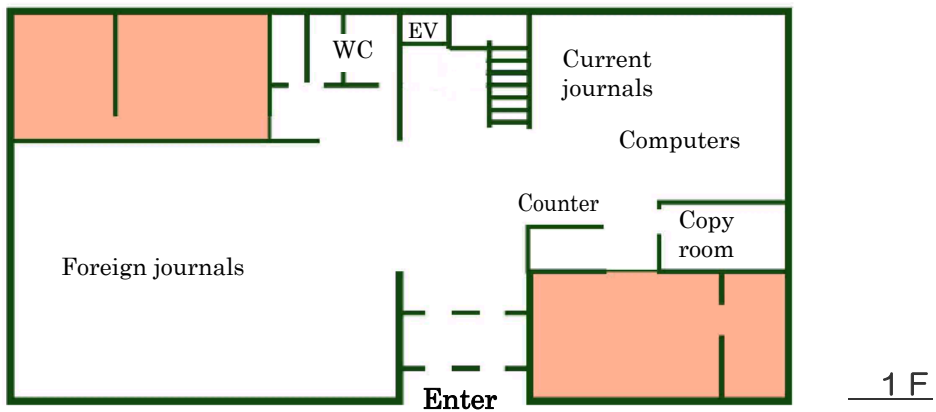 EV
WC
Current
journals
Computers
Counter
Copy
room
Foreign journals
Enter
1 F